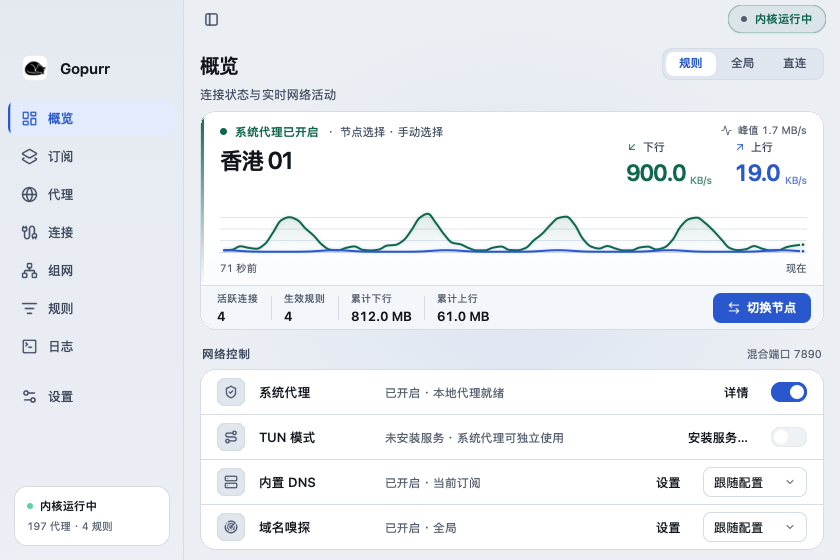 内核运行中
Gopurr
概览
订阅
代理
连接
组网
规则
日志
设置
内核运行中
197 代理 · 4 规则
概览
规则 全局 直连
连接状态与实时网络活动
系统代理已开启 · 节点选择 · 手动选择
峰值 1.7 MB/s
香港 01
下行 上行
900.0 KB/s 19.0 KB/s
71 秒前 现在
活跃连接 生效规则 累计下行 累计上行
4 4 812.0 MB 61.0 MB
切换节点
网络控制 混合端口 7890
系统代理 已开启 · 本地代理就绪 详情
TUN 模式 未安装服务 · 系统代理可独立使用 安装服务...
内置 DNS 已开启 · 当前订阅 设置 跟随配置
域名嗅探 已开启 · 全局 设置 跟随配置